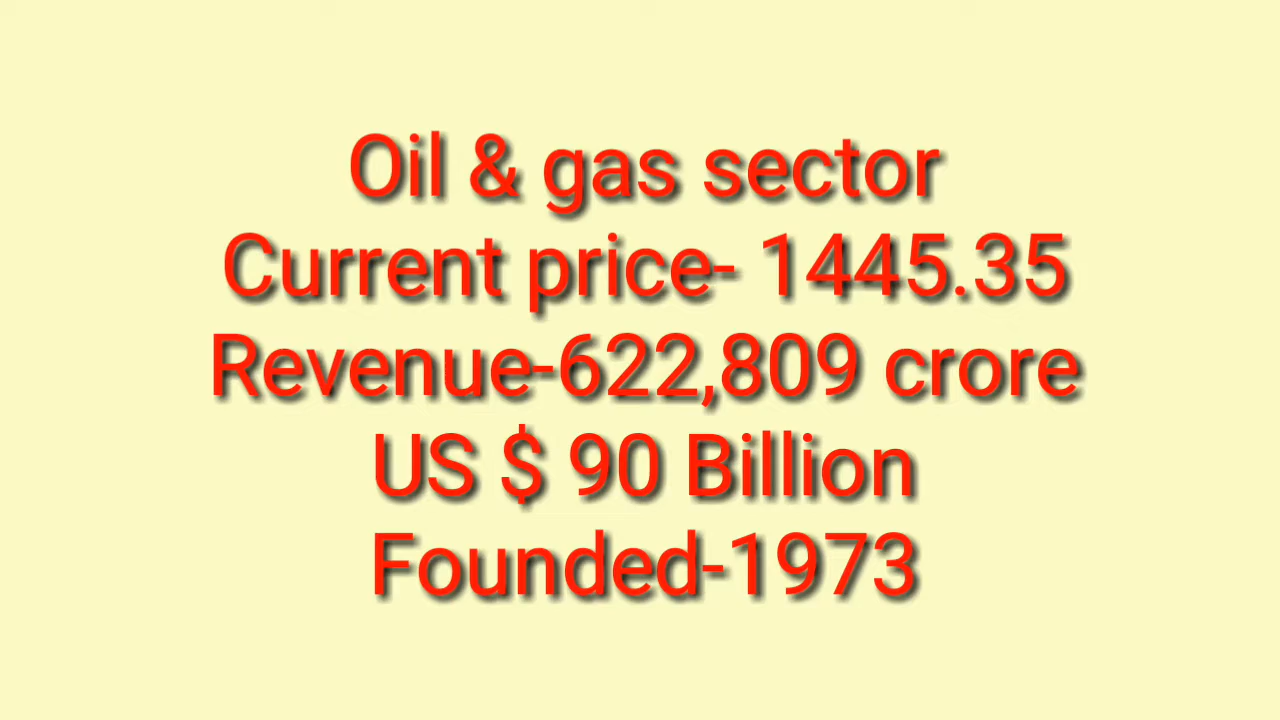 Oil & gas sector
Current price- 1445.35
Revenue-622,809 crore
US $ 90 Billion
Founded-1973